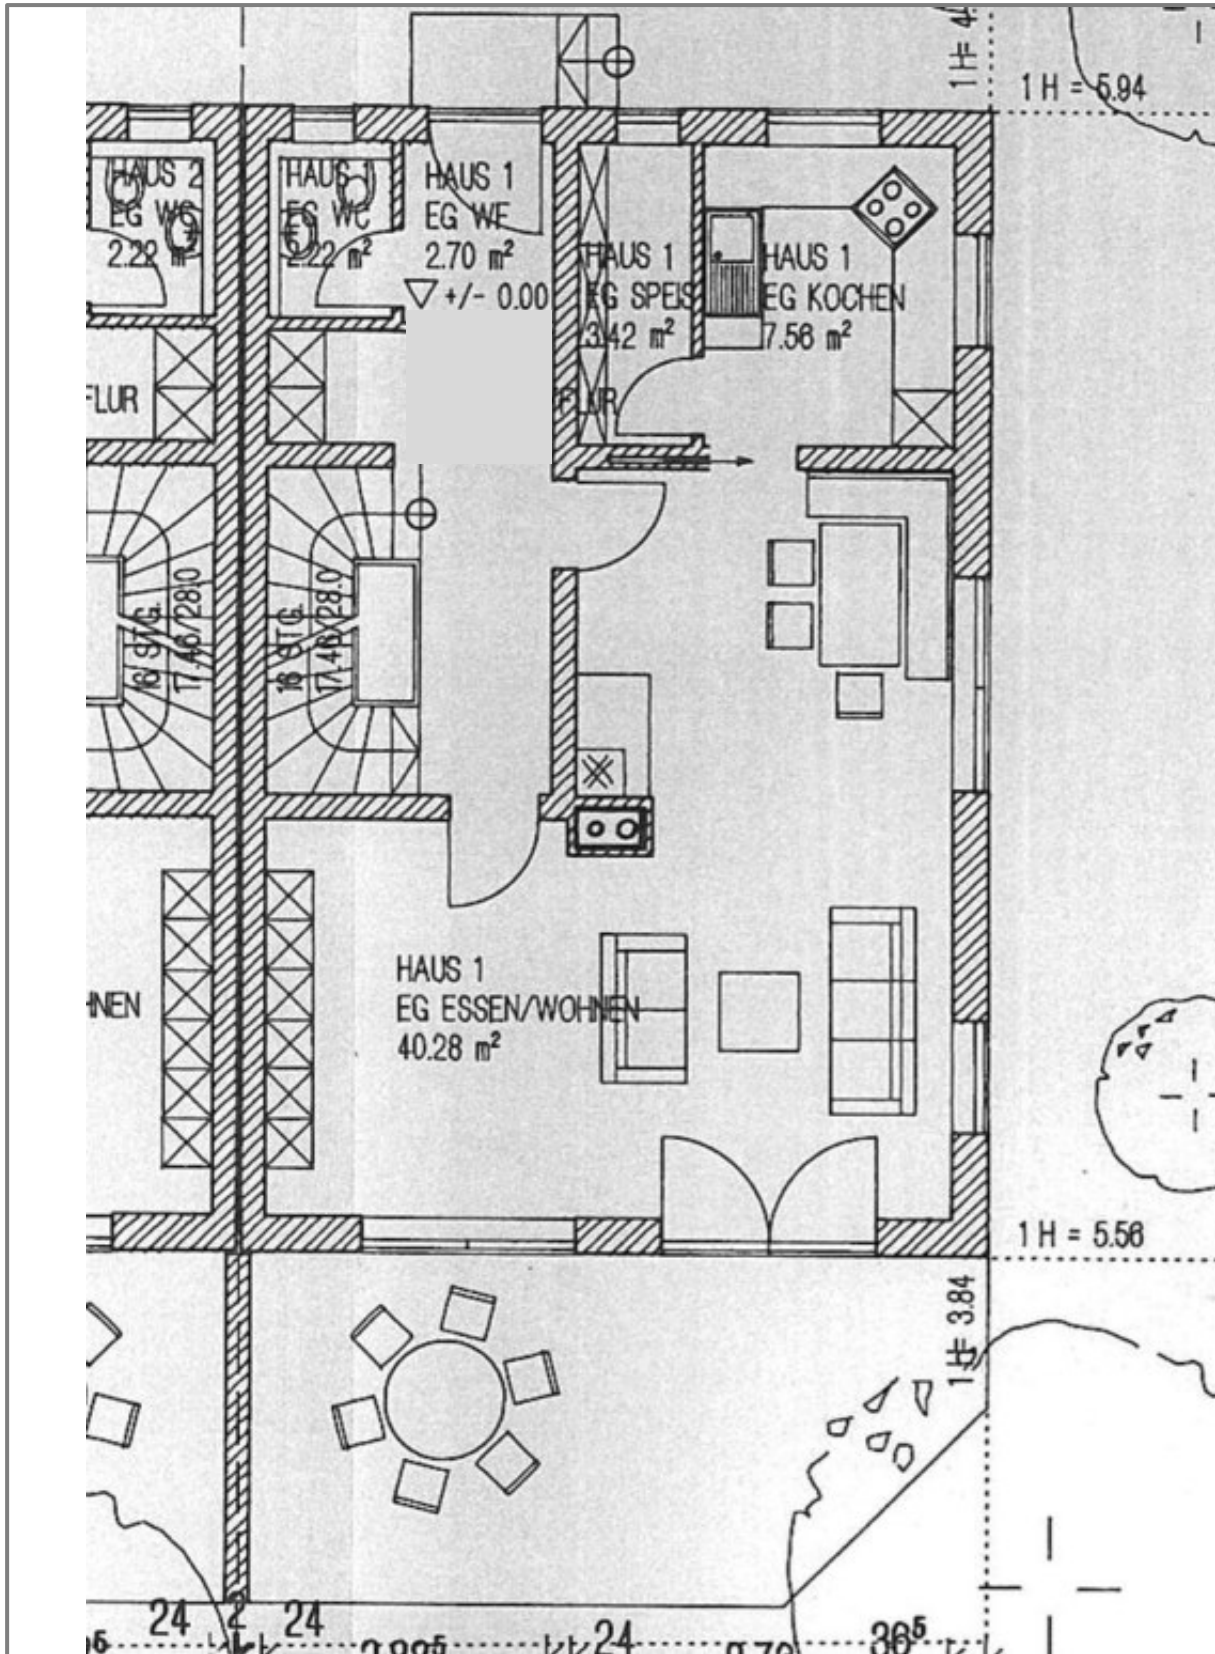 1 H = 4.
1 H = 5.94
HAUS 2
EG WC
2.22 m²
HAUS 1
EG WC
2.22 m²
HAUS 1
EG WF
2.70 m²
+/- 0.00
HAUS 1
EG SPEIS
3.42 m²
HAUS 1
EG KOCHEN
7.56 m²
FLUR
FLUR
16 STG.
17.46/28.0
16 STG.
17.46/28.0
HNEN
HAUS 1
EG ESSEN/WOHNEN
40.28 m²
1 H = 5.56
1 H = 3.84
24
2
24
24
36⁵